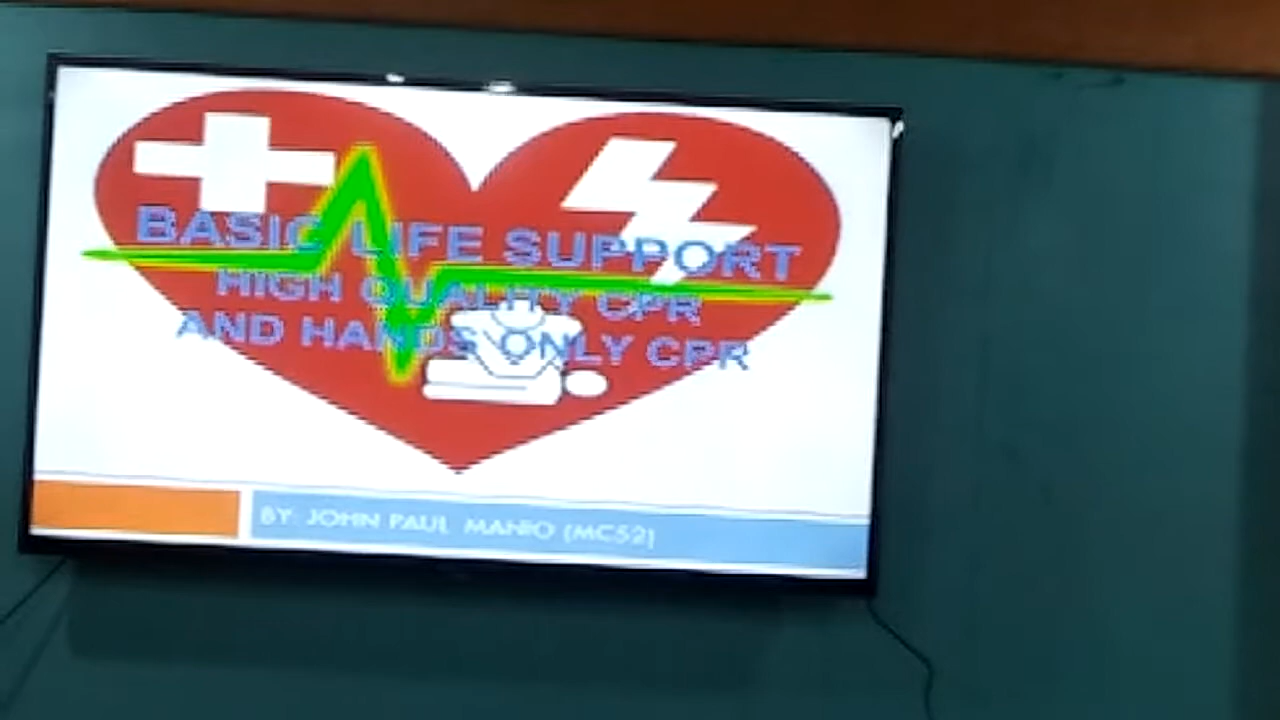 BASIC LIFE SUPPORT
HIGH QUALITY CPR
AND HANDS ONLY CPR
BY: JOHN PAUL MANIO (MC52)